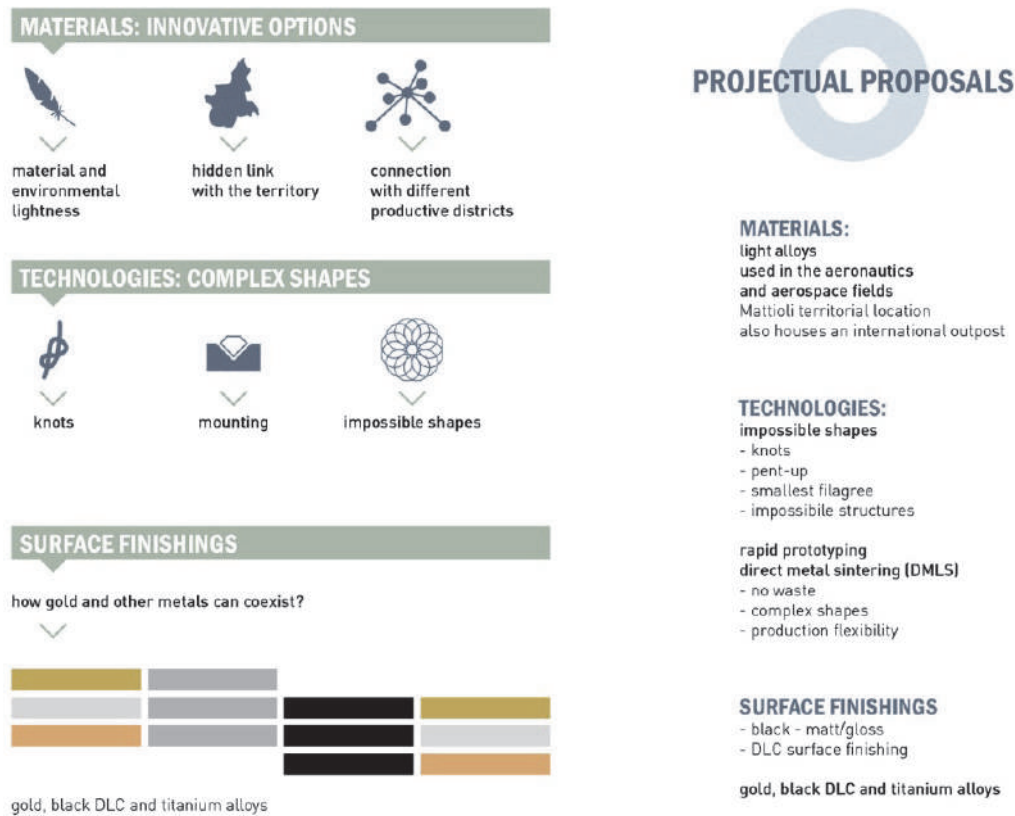 MATERIALS: INNOVATIVE OPTIONS
material and
environmental
lightness
hidden link
with the territory
connection
with different
productive districts
TECHNOLOGIES: COMPLEX SHAPES
knots
mounting
impossible shapes
SURFACE FINISHINGS
how gold and other metals can coexist?
gold, black DLC and titanium alloys
PROJECTUAL PROPOSALS
MATERIALS:
light alloys
used in the aeronautics
and aerospace fields
Mattioli territorial location
also houses an international outpost
TECHNOLOGIES:
impossible shapes
- knots
- pent-up
- smallest filagree
- impossibile structures
rapid prototyping
direct metal sintering (DMLS)
- no waste
- complex shapes
- production flexibility
SURFACE FINISHINGS
- black - matt/gloss
- DLC surface finishing
gold, black DLC and titanium alloys